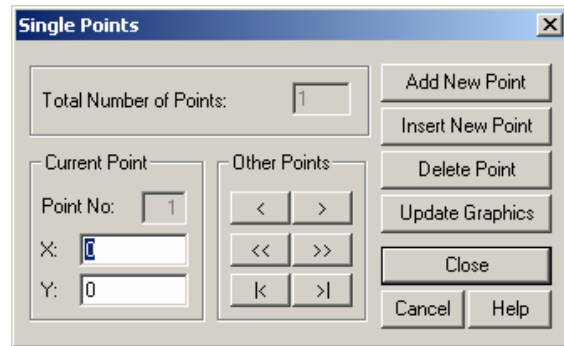 Single Points
Total Number of Points: 1
Add New Point
Insert New Point
Delete Point
Update Graphics
Close
Cancel Help
Current Point
Point No: 1
X: 0
Y: 0
Other Points
< >
<< >>
|< >|